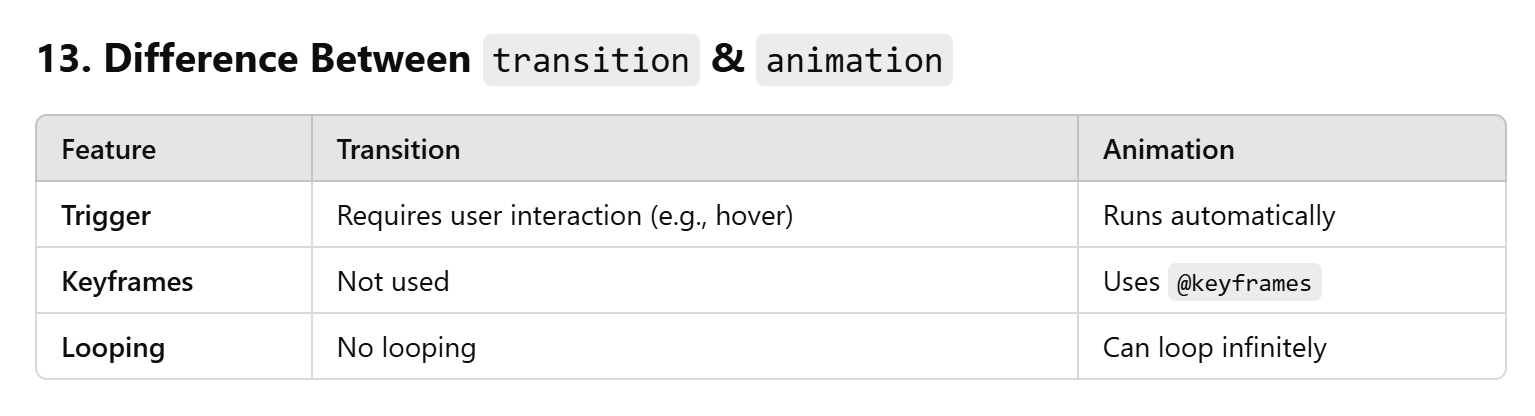 13. Difference Between transition & animation
Feature Transition Animation
Trigger Requires user interaction (e.g., hover) Runs automatically
Keyframes Not used Uses @keyframes
Looping No looping Can loop infinitely